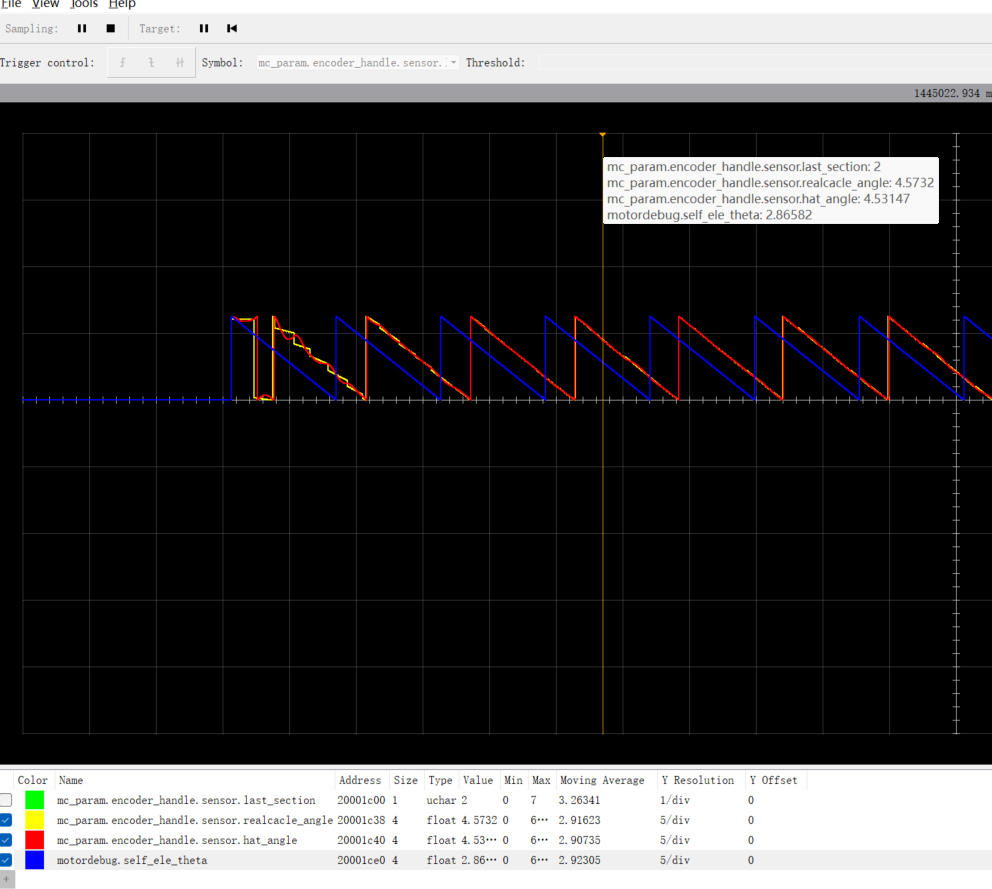 File View Tools Help
Sampling: Target:
Trigger control: Symbol: mc_param.encoder_handle.sensor. Threshold:
1445022.934 m
mc_param.encoder_handle.sensor.last_section: 2
mc_param.encoder_handle.sensor.realcacle_angle: 4.5732
mc_param.encoder_handle.sensor.hat_angle: 4.53147
motordebug.self_ele_theta: 2.86582
Color Name Address Size Type Value Min Max Moving Average Y Resolution Y Offset
mc_param.encoder_handle.sensor.last_section 20001c00 1 uchar 2 0 7 3.26341 1/div 0
mc_param.encoder_handle.sensor.realcacle_angle 20001c38 4 float 4.5732 0 6··· 2.91623 5/div 0
mc_param.encoder_handle.sensor.hat_angle 20001c40 4 float 4.53··· 0 6··· 2.90735 5/div 0
motordebug.self_ele_theta 20001ce0 4 float 2.86··· 0 6··· 2.92305 5/div 0
+